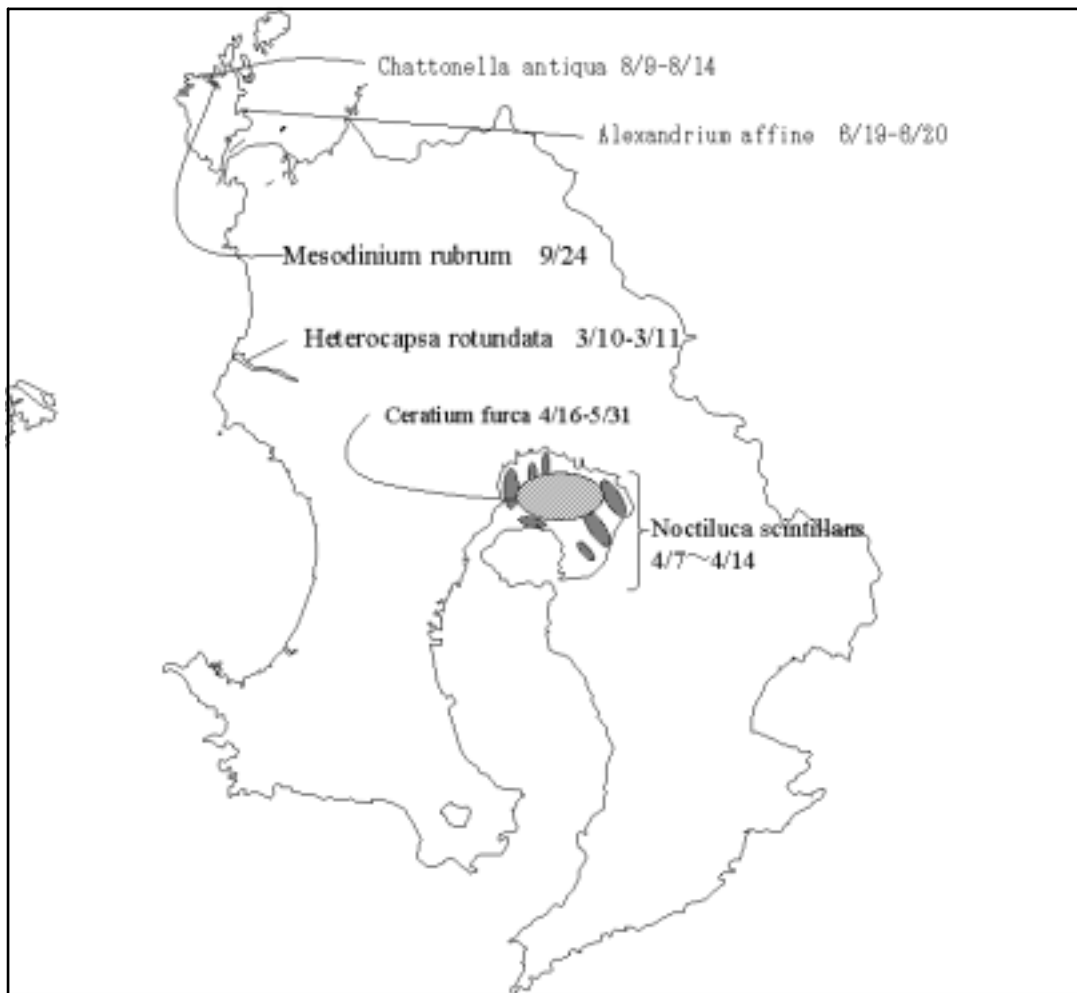 Chattonella antiqua 8/9-8/14
Alexandrium affine 6/19-6/20
Mesodinium rubrum 9/24
Heterocapsa rotundata 3/10-3/11
Ceratium furca 4/16-5/31
Noctiluca scintillans
4/7～4/14